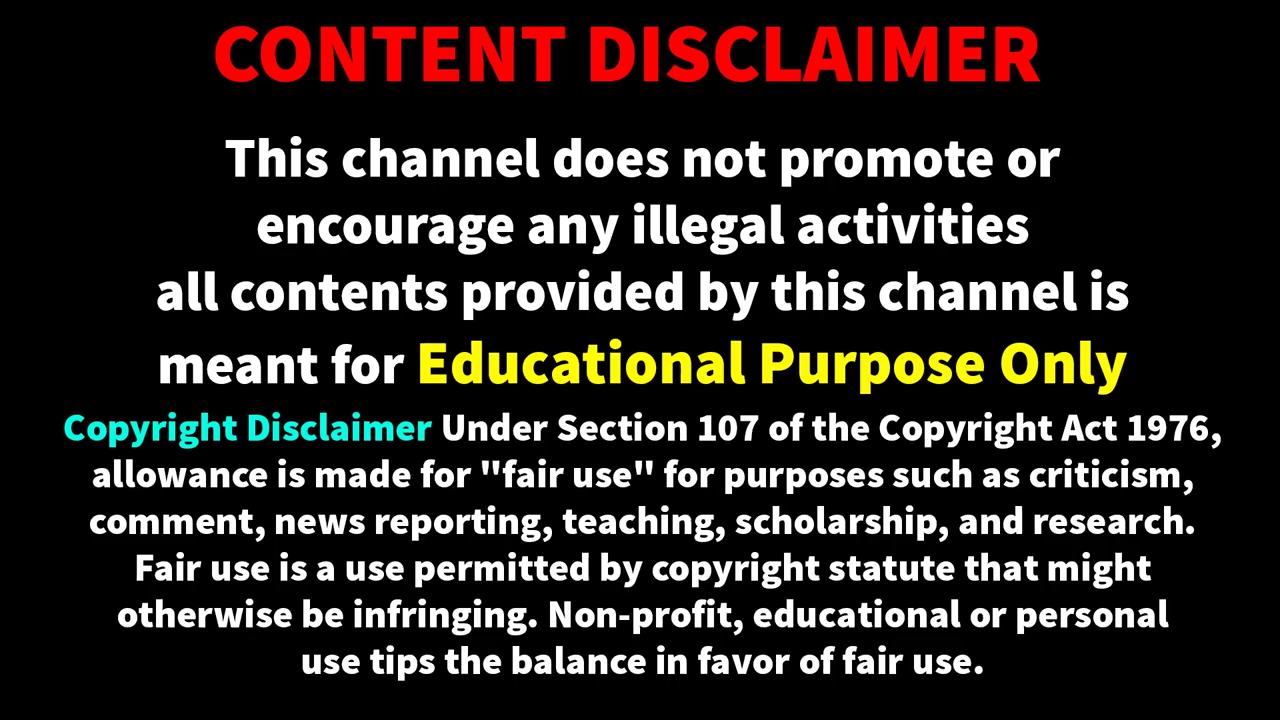 CONTENT DISCLAIMER
This channel does not promote or
encourage any illegal activities
all contents provided by this channel is
meant for Educational Purpose Only
Copyright Disclaimer Under Section 107 of the Copyright Act 1976,
allowance is made for "fair use" for purposes such as criticism,
comment, news reporting, teaching, scholarship, and research.
Fair use is a use permitted by copyright statute that might
otherwise be infringing. Non-profit, educational or personal
use tips the balance in favor of fair use.